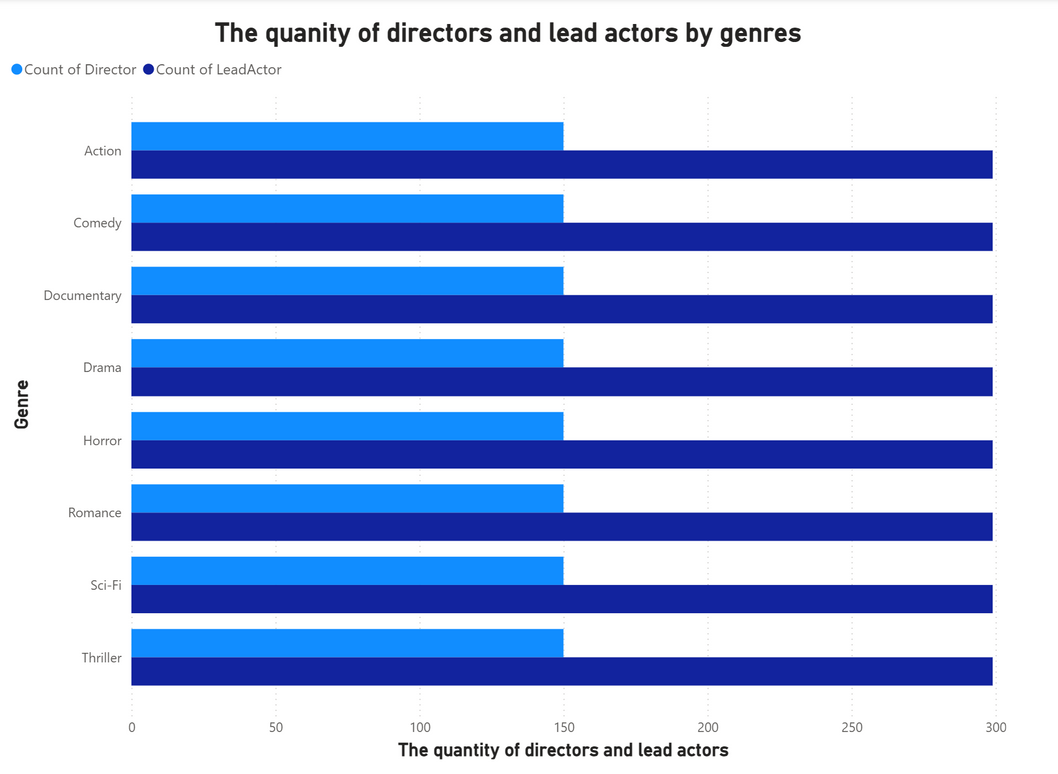 The quanity of directors and lead actors by genres
Count of Director Count of LeadActor
Action
Comedy
Documentary
Drama
Horror
Romance
Sci-Fi
Thriller
Genre
0 50 100 150 200 250 300
The quantity of directors and lead actors